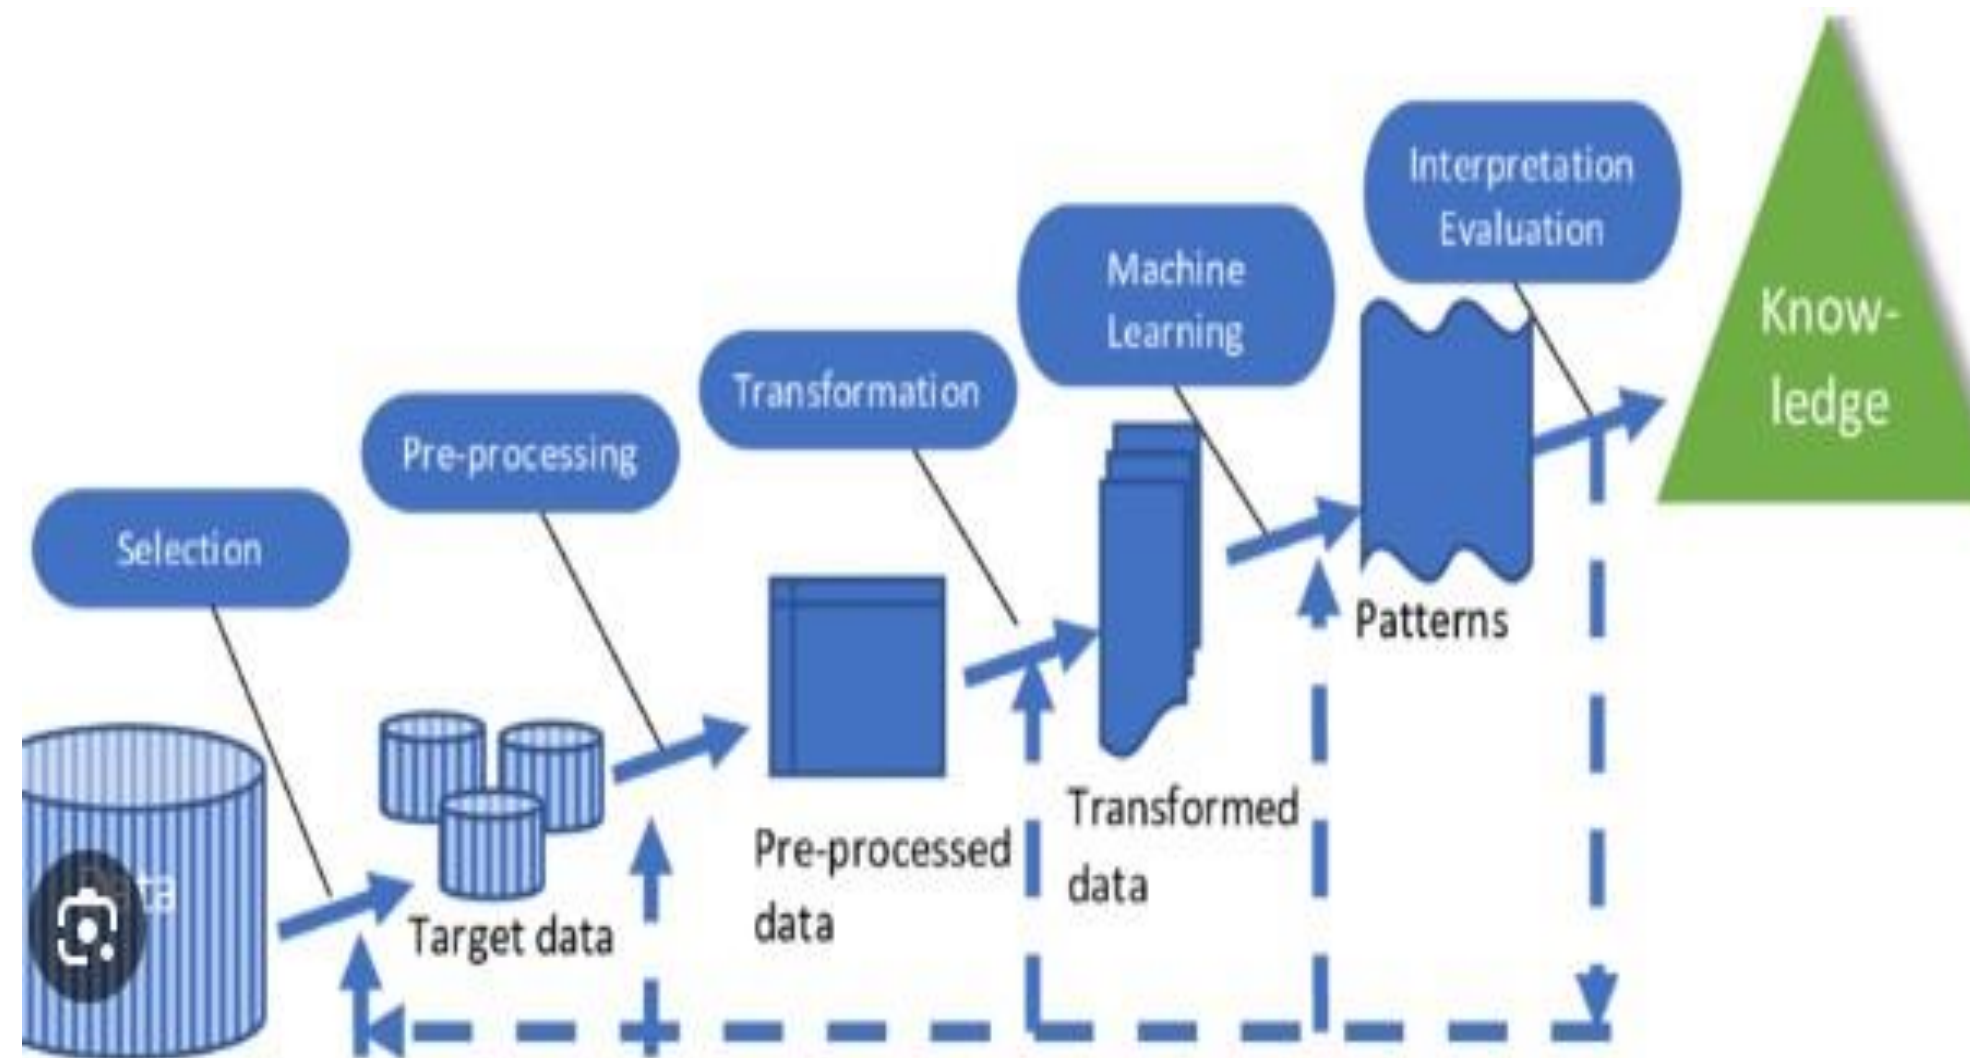 Interpretation
Evaluation
Machine
Learning
Know-
ledge
Transformation
Pre-processing
Selection
Patterns
Transformed
data
Pre-processed
data
Target data